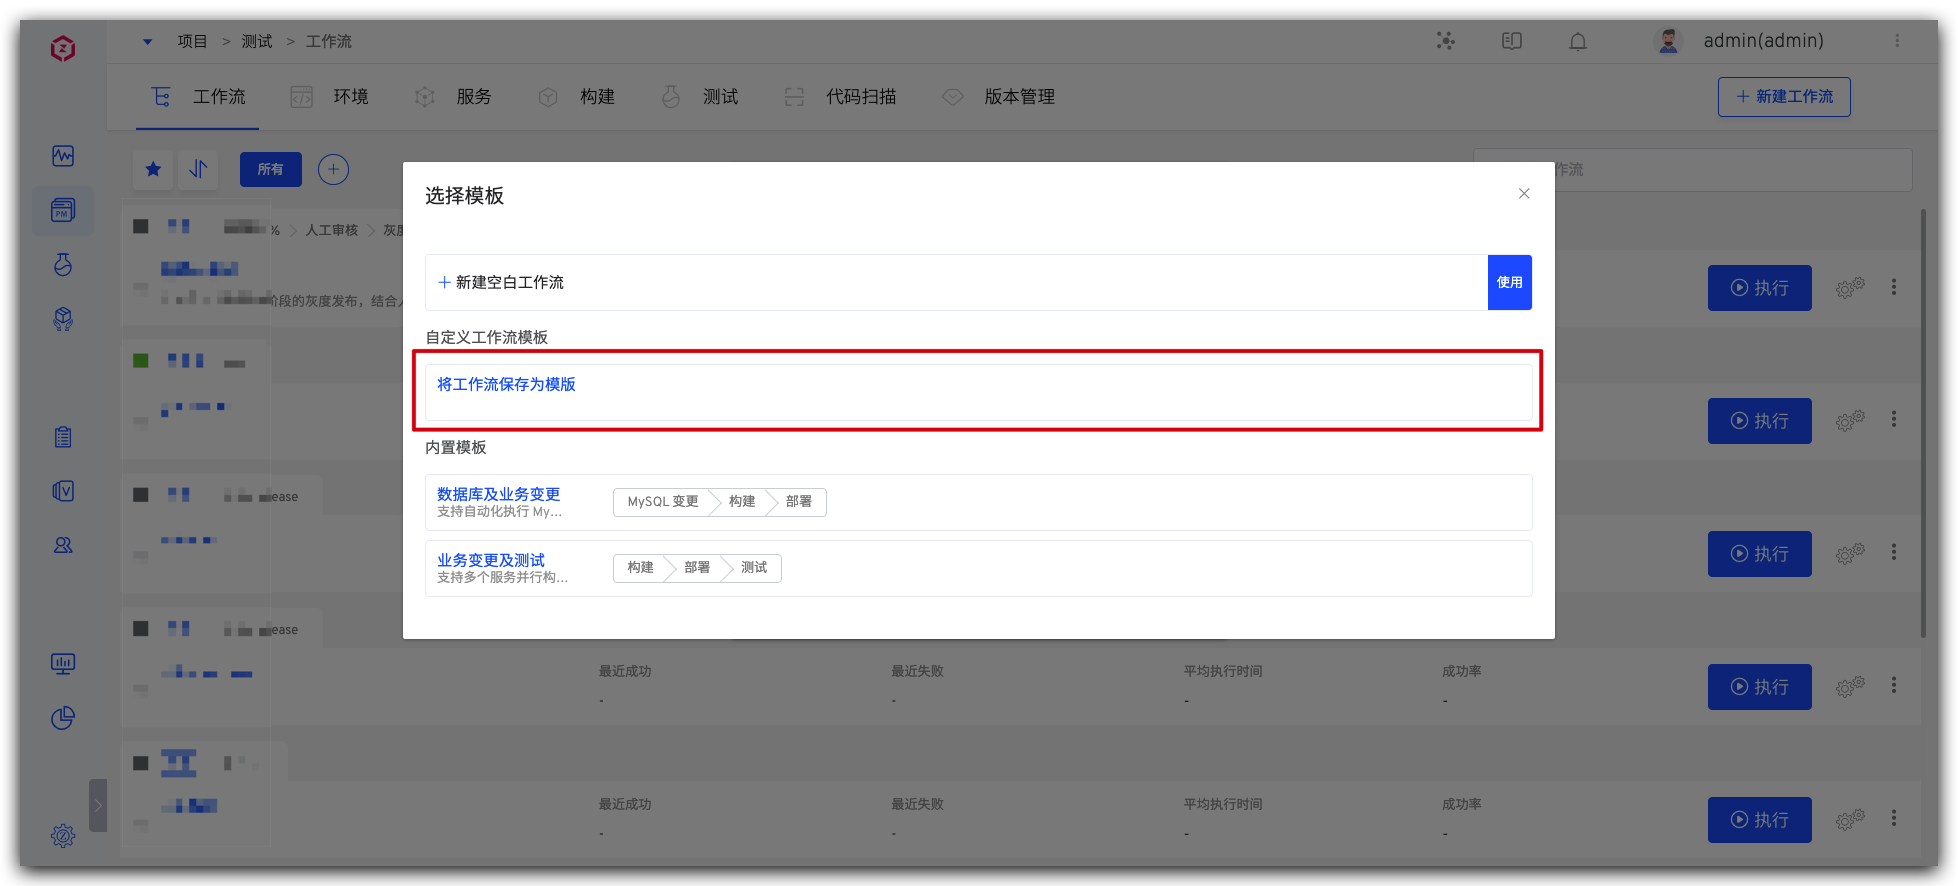 项目 > 测试 > 工作流
admin(admin)
工作流 环境 服务 构建 测试 代码扫描 版本管理
+ 新建工作流
所有
作流
% 人工审核 灰度
阶段的灰度发布，结合人
执行
执行
ease
执行
ease
最近成功 最近失败 平均执行时间 成功率
- - - -
执行
最近成功 最近失败 平均执行时间 成功率
- - - -
执行
PM
V
选择模板
+ 新建空白工作流
使用
自定义工作流模板
将工作流保存为模版
内置模板
数据库及业务变更
支持自动化执行 My...
MySQL 变更 构建 部署
业务变更及测试
支持多个服务并行构...
构建 部署 测试